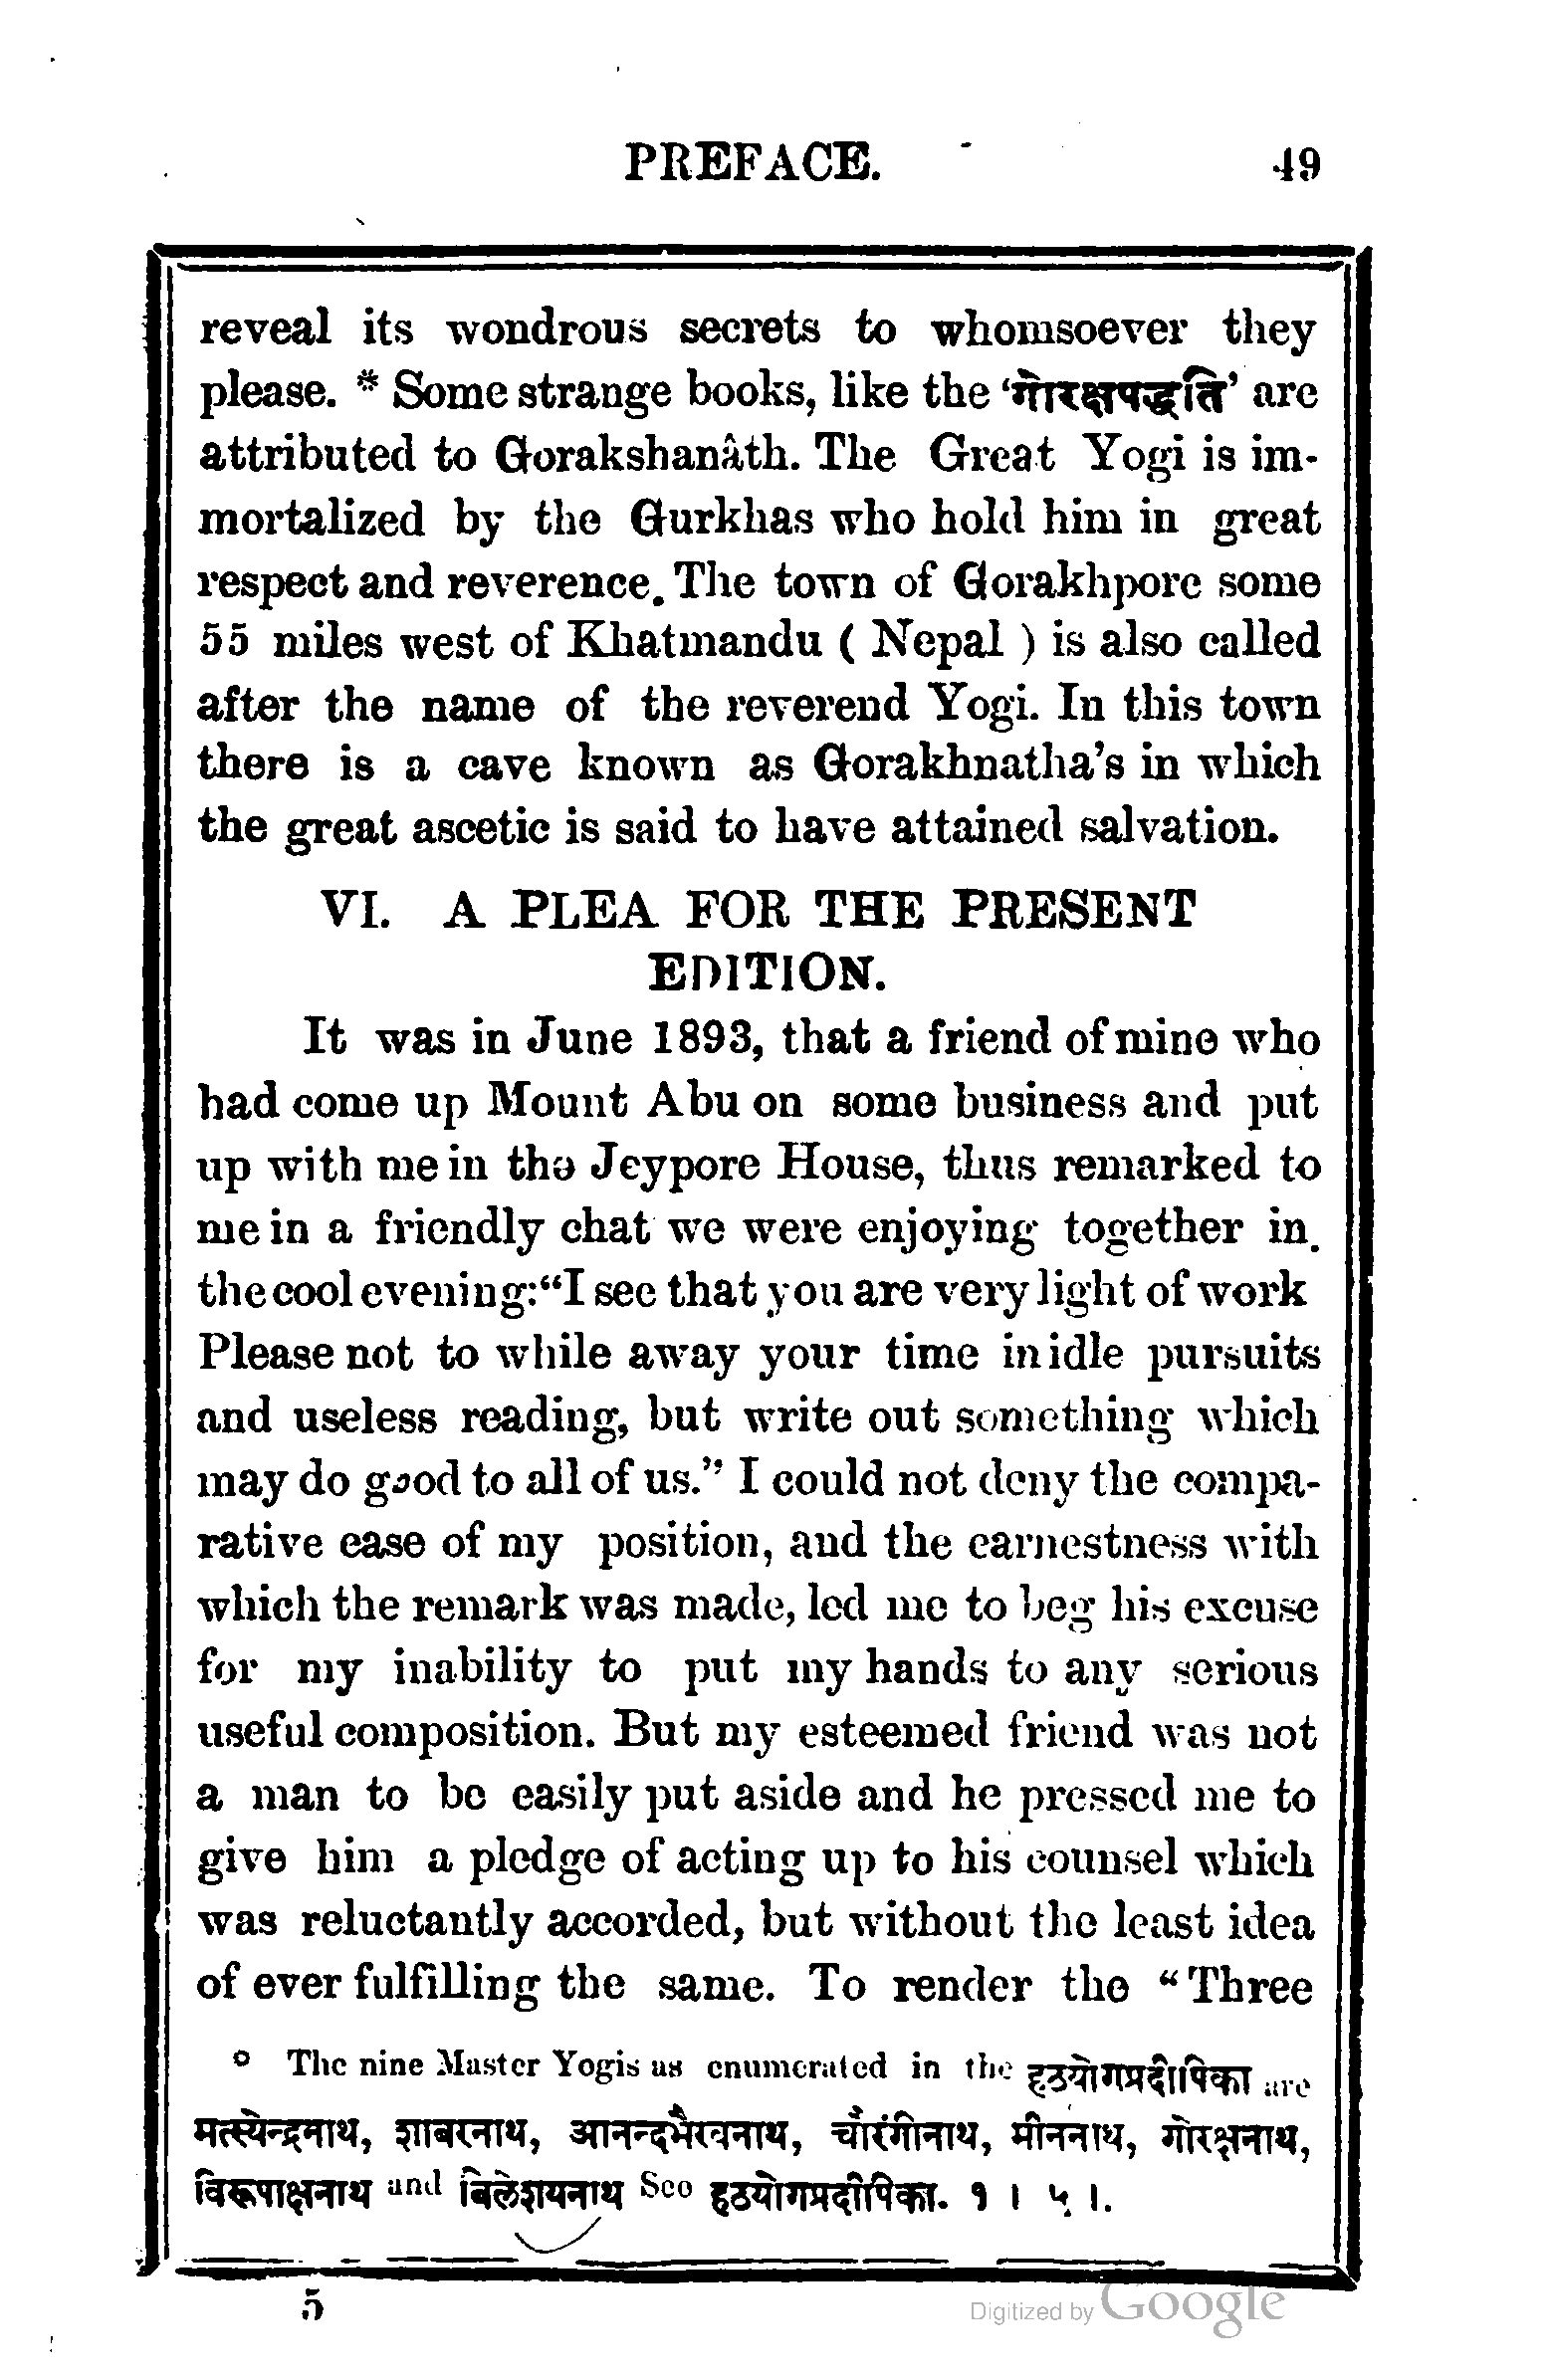 PREFACE. 49
reveal its wondrous secrets to whomsoever they
please. * Some strange books, like the ‘गोरक्षपद्धति’ are
attributed to Gorakshanâth. The Great Yogi is im-
mortalized by the Gurkhas who hold him in great
respect and reverence. The town of Gorakhpore some
55 miles west of Khatmandu ( Nepal ) is also called
after the name of the reverend Yogi. In this town
there is a cave known as Gorakhnatha’s in which
the great ascetic is said to have attained salvation.
VI. A PLEA FOR THE PRESENT
EDITION.
It was in June 1893, that a friend of mine who
had come up Mount Abu on some business and put
up with me in the Jeypore House, thus remarked to
me in a friendly chat we were enjoying together in.
the cool evening:“I see that you are very light of work
Please not to while away your time in idle pursuits
and useless reading, but write out something which
may do good to all of us.” I could not deny the compa-
rative ease of my position, and the earnestness with
which the remark was made, led me to beg his excuse
for my inability to put my hands to any serious
useful composition. But my esteemed friend was not
a man to be easily put aside and he pressed me to
give him a pledge of acting up to his counsel which
was reluctantly accorded, but without the least idea
of ever fulfilling the same. To render the “Three
° The nine Master Yogis as enumerated in the हठयोगप्रदीपिका are
मत्स्येन्द्रनाथ, शाबरनाथ, आनन्दभैरवनाथ, चौरंगीनाथ, मीननाथ, गोरक्षनाथ,
विरूपाक्षनाथ and बिलेशयनाथ See हठयोगप्रदीपिका. १ । ५ ।.
5
Digitized by Google